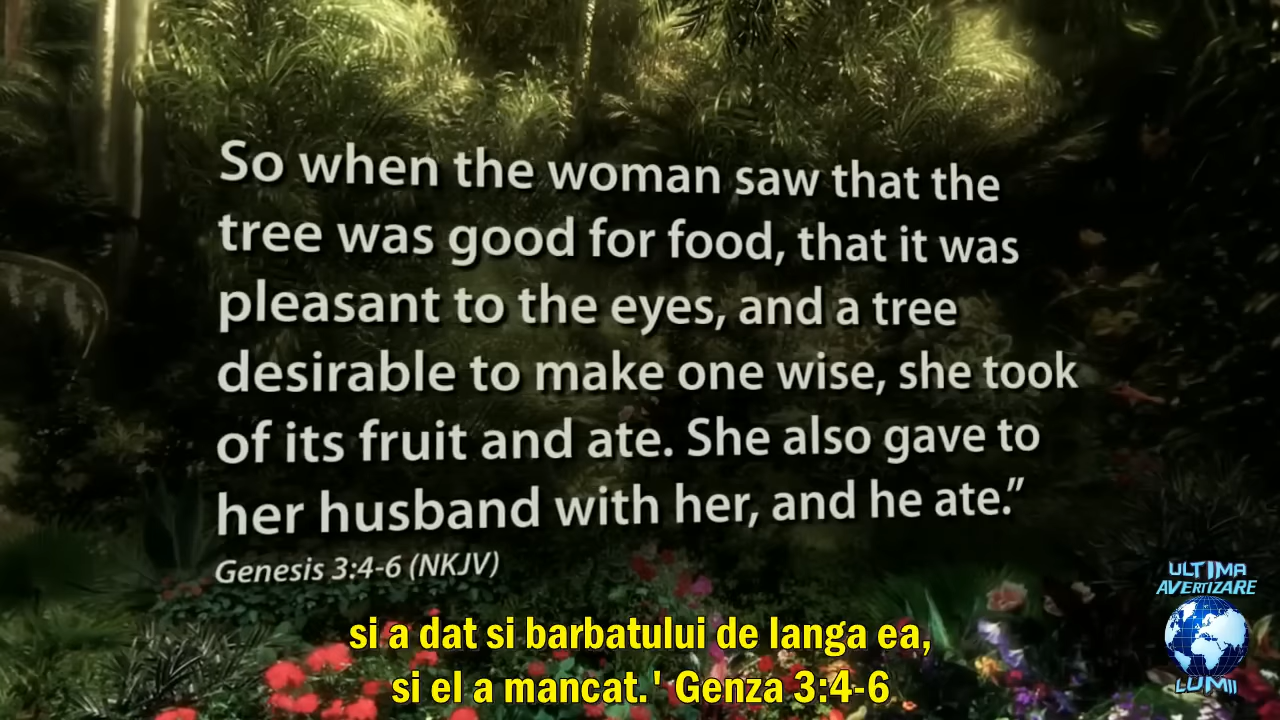 So when the woman saw that the
tree was good for food, that it was
pleasant to the eyes, and a tree
desirable to make one wise, she took
of its fruit and ate. She also gave to
her husband with her, and he ate.”
Genesis 3:4-6 (NKJV)
si a dat si barbatului de langa ea,
si el a mancat.' Genza 3:4-6
ULTIMA
AVERTIZARE
LUMII